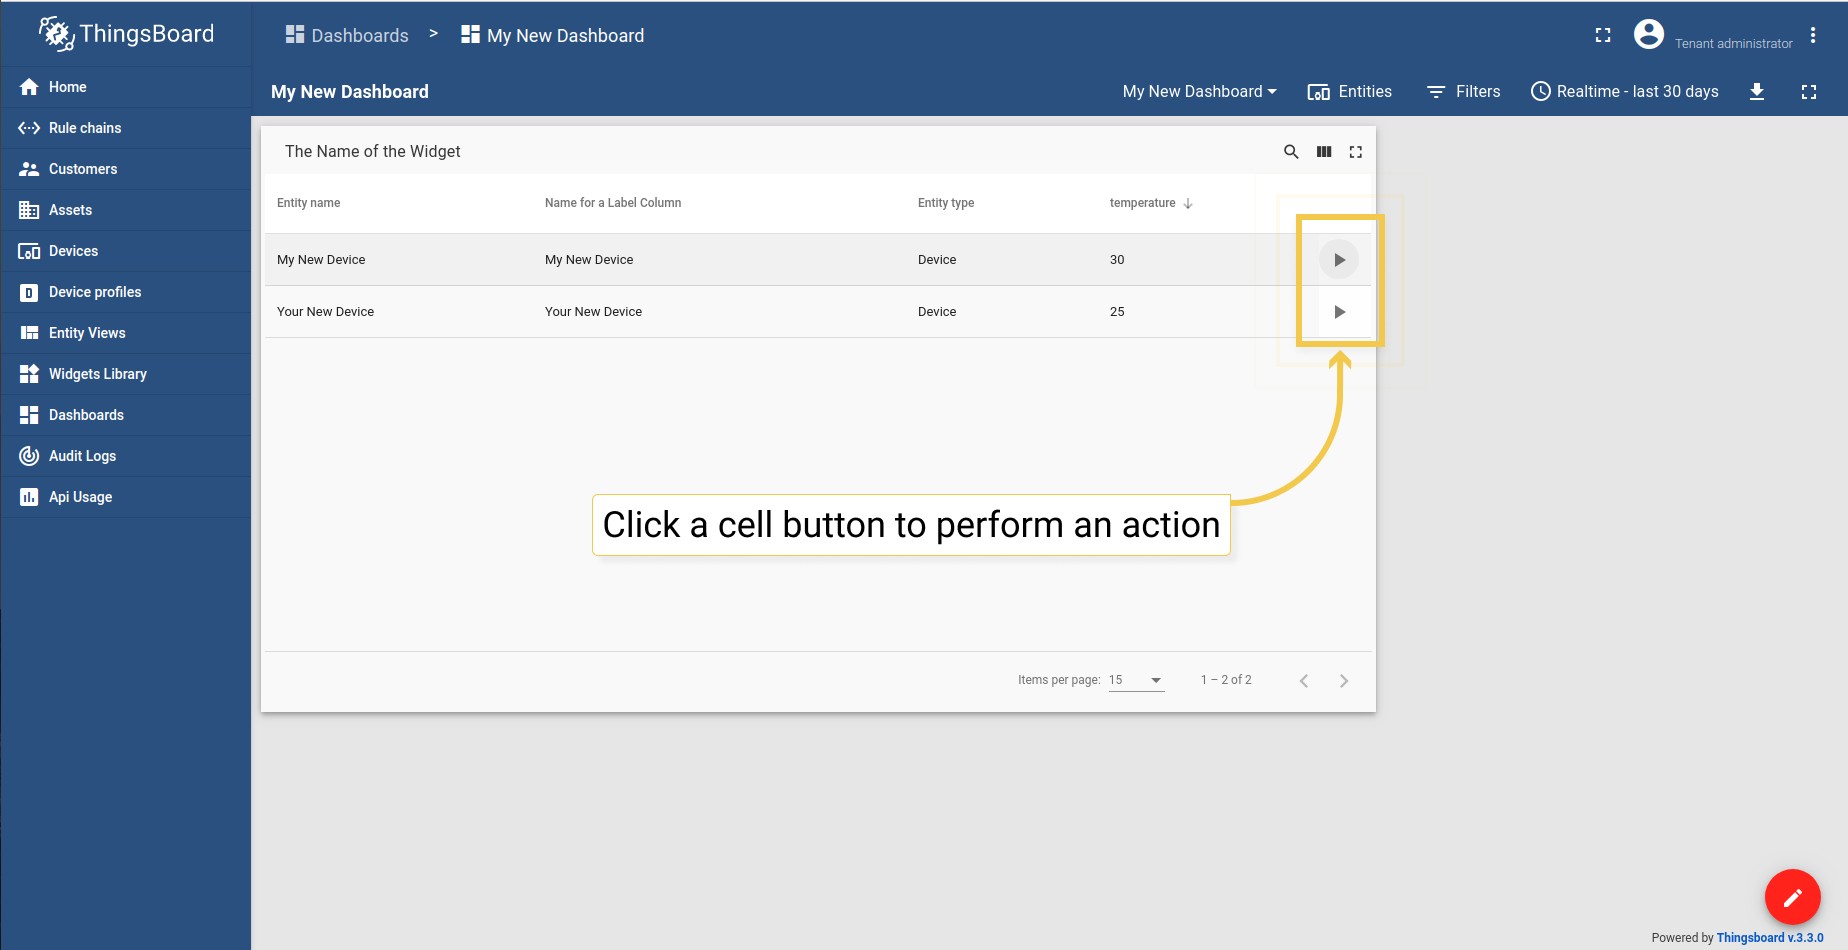 ThingsBoard
Dashboards > My New Dashboard
Tenant administrator
Home
Rule chains
Customers
Assets
Devices
D Device profiles
Entity Views
Widgets Library
Dashboards
Audit Logs
Api Usage
My New Dashboard
My New Dashboard Entities Filters Realtime - last 30 days
The Name of the Widget
Entity name Name for a Label Column Entity type temperature
My New Device My New Device Device 30
Your New Device Your New Device Device 25
Click a cell button to perform an action
Items per page: 15 1 – 2 of 2
Powered by Thingsboard v.3.3.0